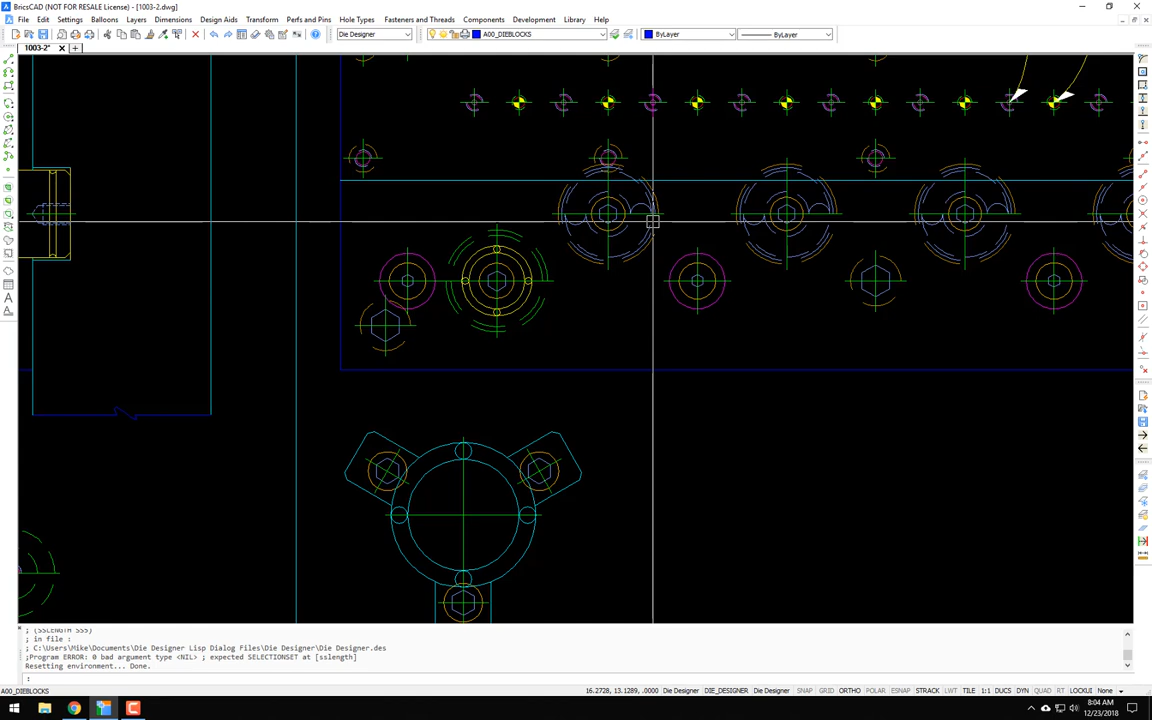 BricsCAD (NOT FOR RESALE License) - [1003-2.dwg]
File Edit Settings Balloons Layers Dimensions Design Aids Transform Perfs and Pins Hole Types Fasteners and Threads Components Development Library Info
Die Designer A00_DIEBLOCKS ByLayer ByLayer
1003-2*
; (SSLENGTH SSS)
; in file :
; C:\Users\Mike\Documents\Die Designer Lisp Dialog Files\Die Designer\Die Designer.des
;Program ERROR: 0 bad argument type <NIL> ; expected SELECTIONSET at [sslength]
Resetting environment... Done.
:
A00_DIEBLOCKS 16.2728, 13.1289, .0000 Die Designer DIE_DESIGNER Die Designer SNAP GRID ORTHO POLAR ESNAP STRACK LWT TILE 1:1 DUCS DYN QUAD RT LOCKUI None
8:04 AM
12/23/2018